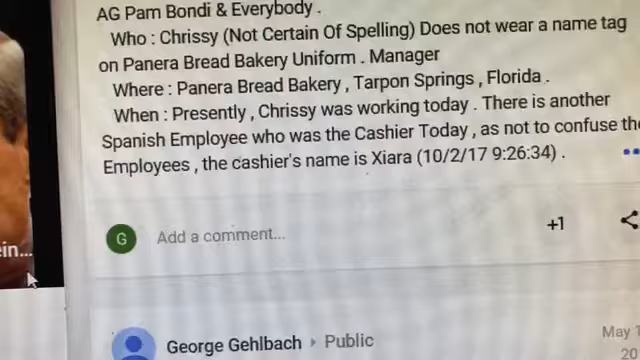 AG Pam Bondi & Everybody .
Who : Chrissy (Not Certain Of Spelling) Does not wear a name tag
on Panera Bread Bakery Uniform . Manager
Where : Panera Bread Bakery , Tarpon Springs , Florida .
When : Presently , Chrissy was working today . There is another
Spanish Employee who was the Cashier Today , as not to confuse the
Employees , the cashier's name is Xiara (10/2/17 9:26:34) .
in...
G
Add a comment...
+1
George Gehlbach
Public
May 1
20